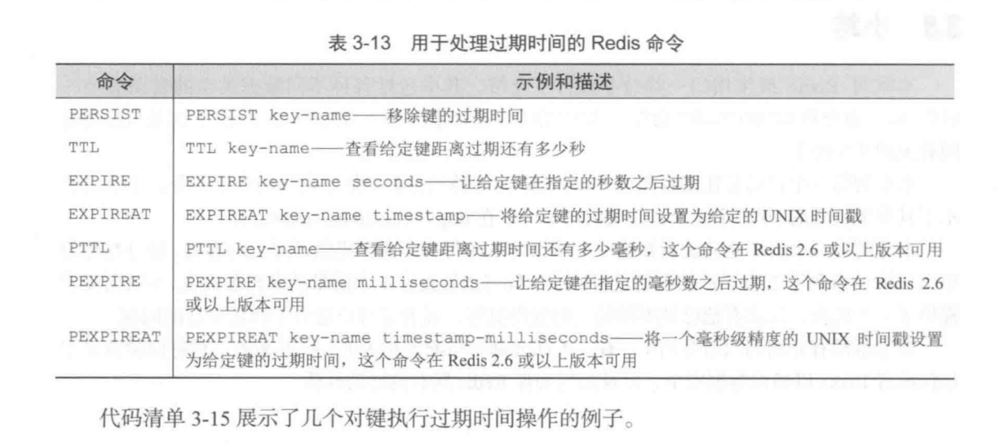 表 3-13 用于处理过期时间的 Redis 命令
命令 示例和描述
PERSIST PERSIST key-name——移除键的过期时间
TTL TTL key-name——查看给定键距离过期还有多少秒
EXPIRE EXPIRE key-name seconds——让给定键在指定的秒数之后过期
EXPIREAT EXPIREAT key-name timestamp——将给定键的过期时间设置为给定的 UNIX 时间戳
PTTL PTTL key-name——查看给定键距离过期时间还有多少毫秒，这个命令在 Redis 2.6 或以上版本可用
PEXPIRE PEXPIRE key-name milliseconds——让给定键在指定的毫秒数之后过期，这个命令在 Redis 2.6
或以上版本可用
PEXPIREAT PEXPIREAT key-name timestamp-milliseconds——将一个毫秒级精度的 UNIX 时间戳设置
为给定键的过期时间，这个命令在 Redis 2.6 或以上版本可用
代码清单 3-15 展示了几个对键执行过期时间操作的例子。